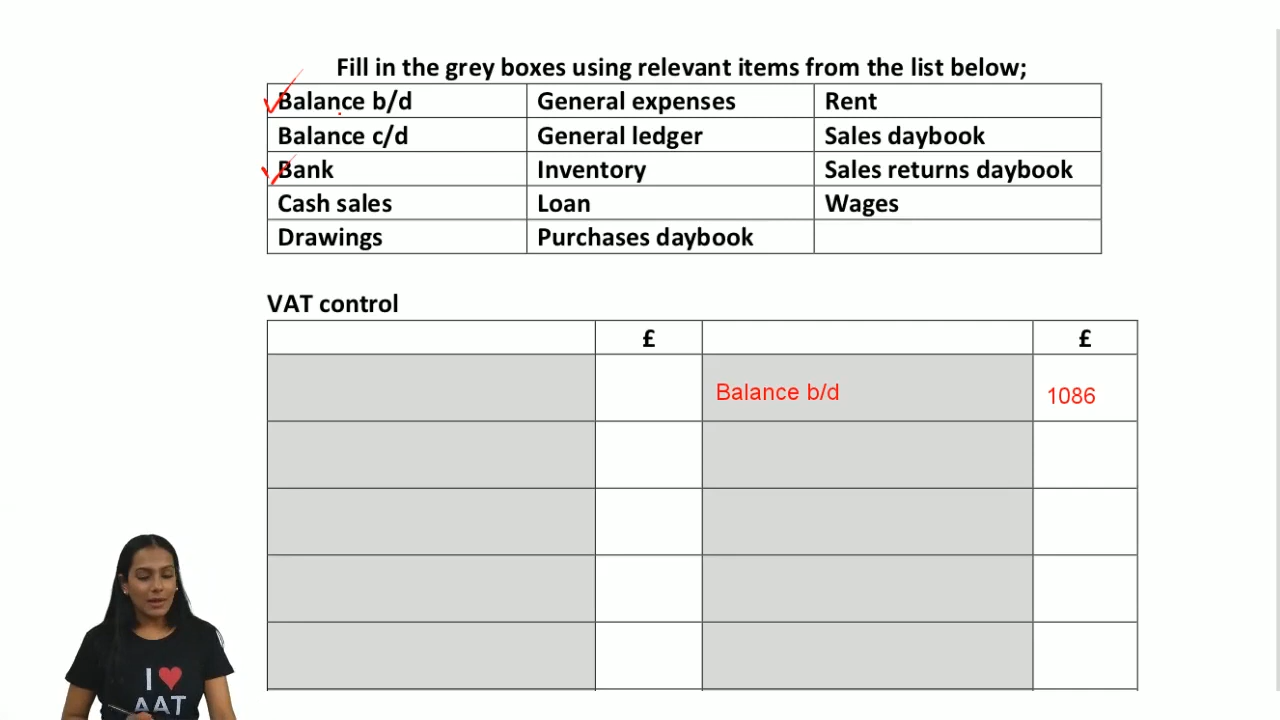 Fill in the grey boxes using relevant items from the list below;
Balance b/d General expenses Rent
Balance c/d General ledger Sales daybook
Bank Inventory Sales returns daybook
Cash sales Loan Wages
Drawings Purchases daybook
VAT control
£ £
Balance b/d 1086
I
AAT